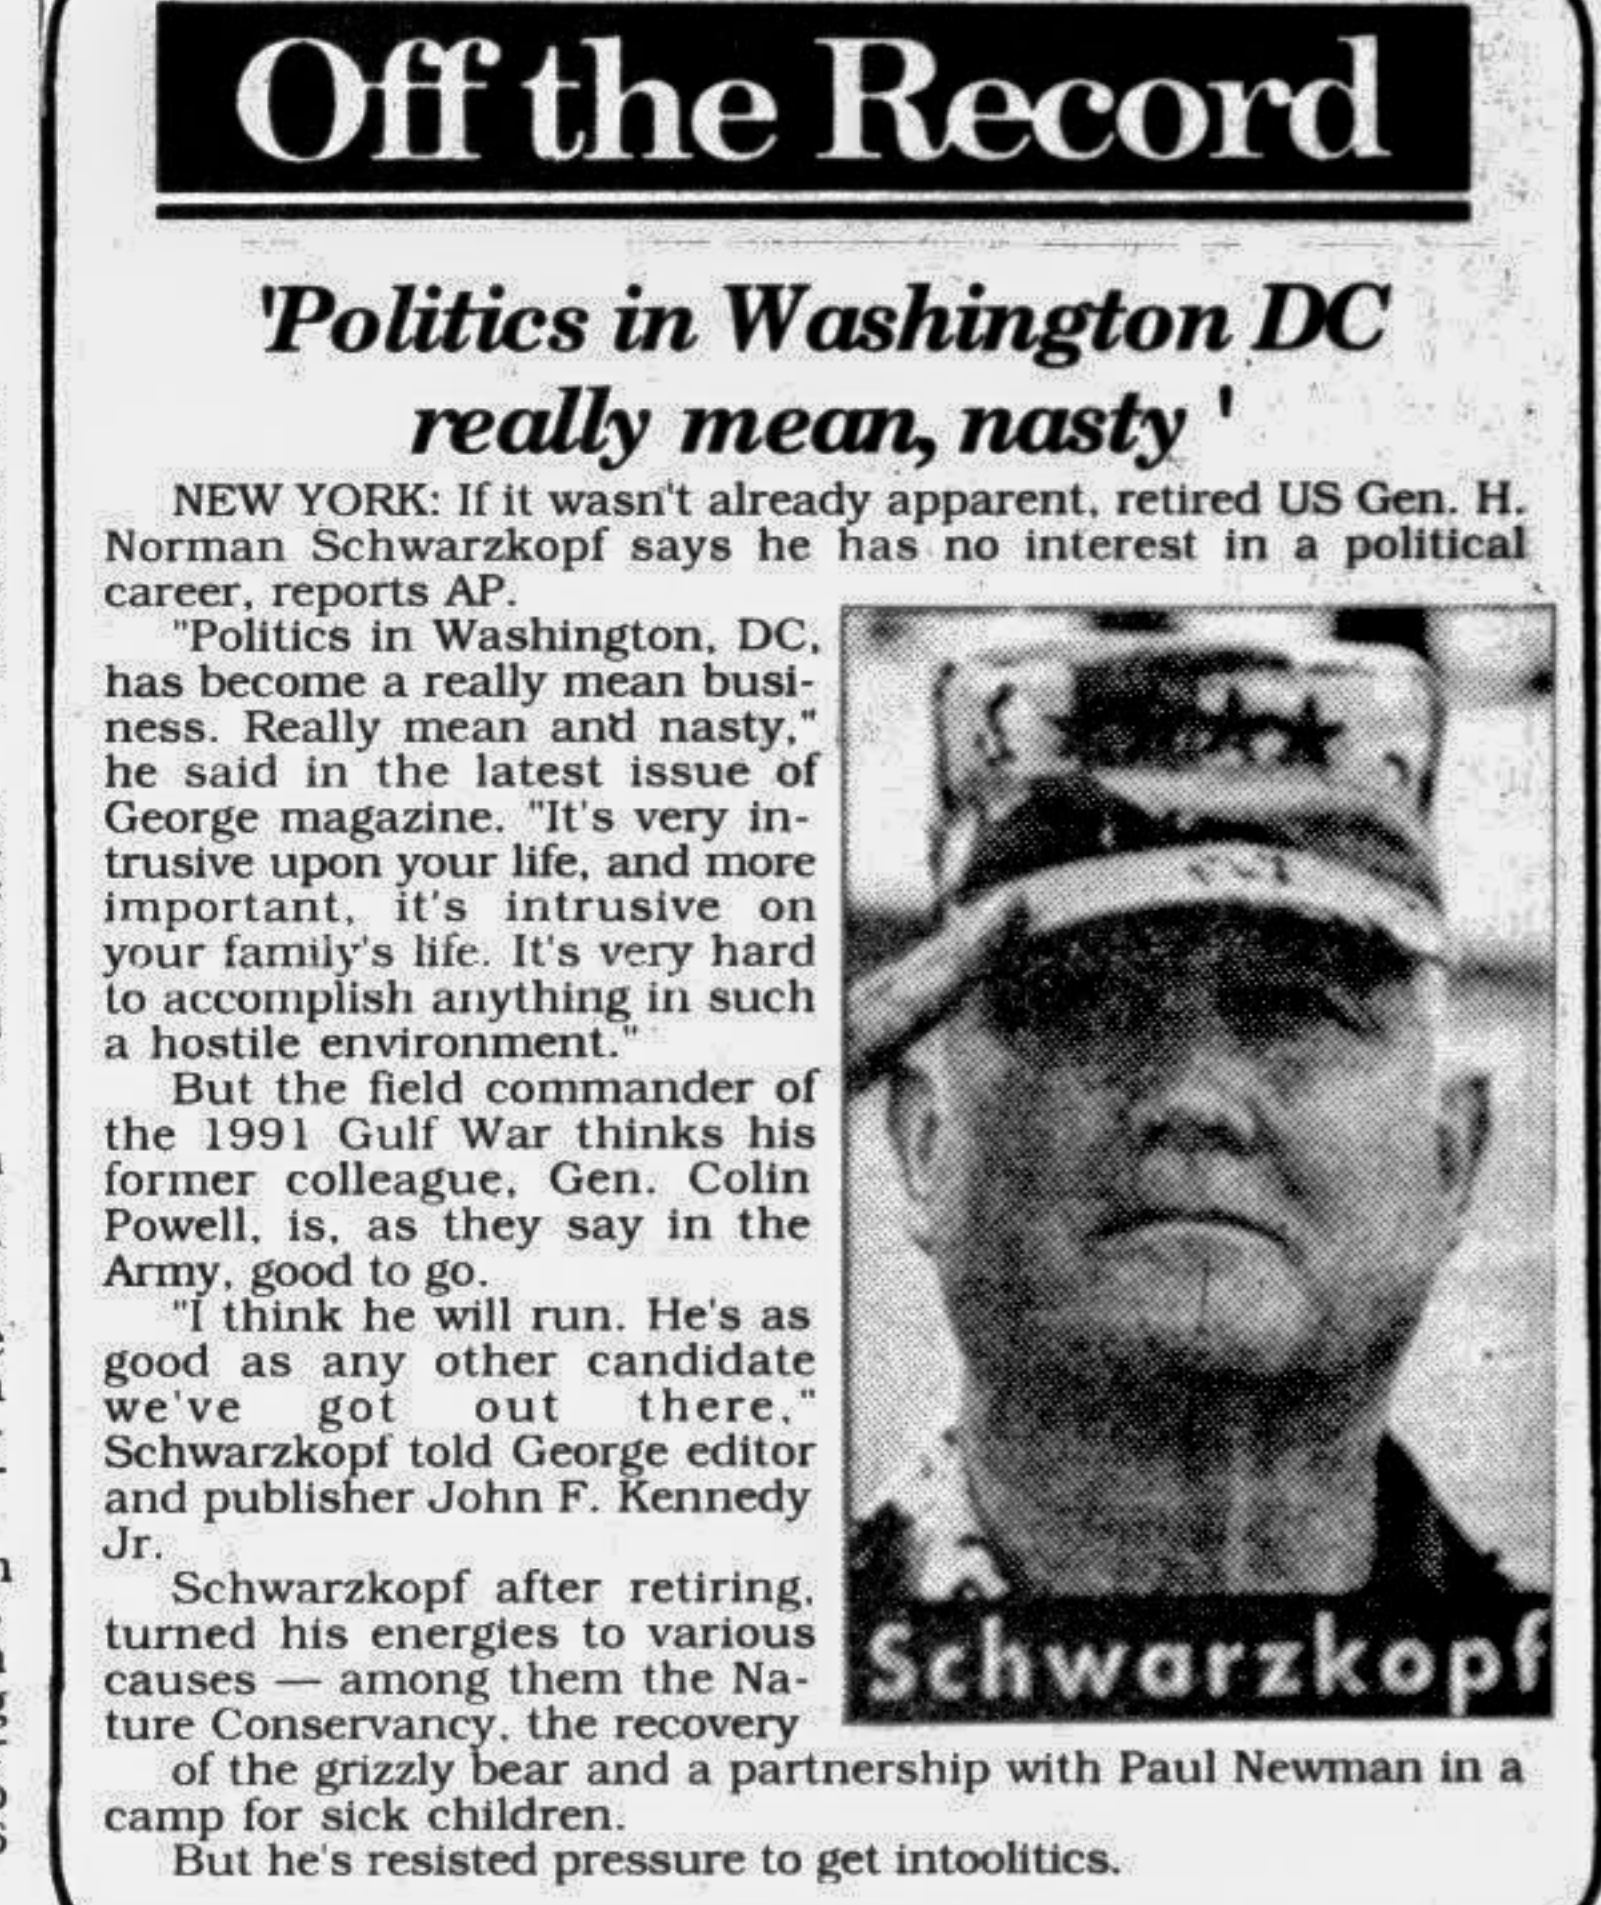 Off the Record
'Politics in Washington DC
really mean, nasty '
NEW YORK: If it wasn't already apparent, retired US Gen. H.
Norman Schwarzkopf says he has no interest in a political
career, reports AP.
"Politics in Washington, DC,
has become a really mean busi-
ness. Really mean and nasty,"
he said in the latest issue of
George magazine. "It's very in-
trusive upon your life, and more
important, it's intrusive on
your family's life. It's very hard
to accomplish anything in such
a hostile environment."
But the field commander of
the 1991 Gulf War thinks his
former colleague, Gen. Colin
Powell, is, as they say in the
Army, good to go.
"I think he will run. He's as
good as any other candidate
we've got out there,"
Schwarzkopf told George editor
and publisher John F. Kennedy
Jr.
Schwarzkopf after retiring,
turned his energies to various
causes — among them the Na-
ture Conservancy, the recovery
of the grizzly bear and a partnership with Paul Newman in a
camp for sick children.
But he's resisted pressure to get intoolitics.
Schwarzkopf